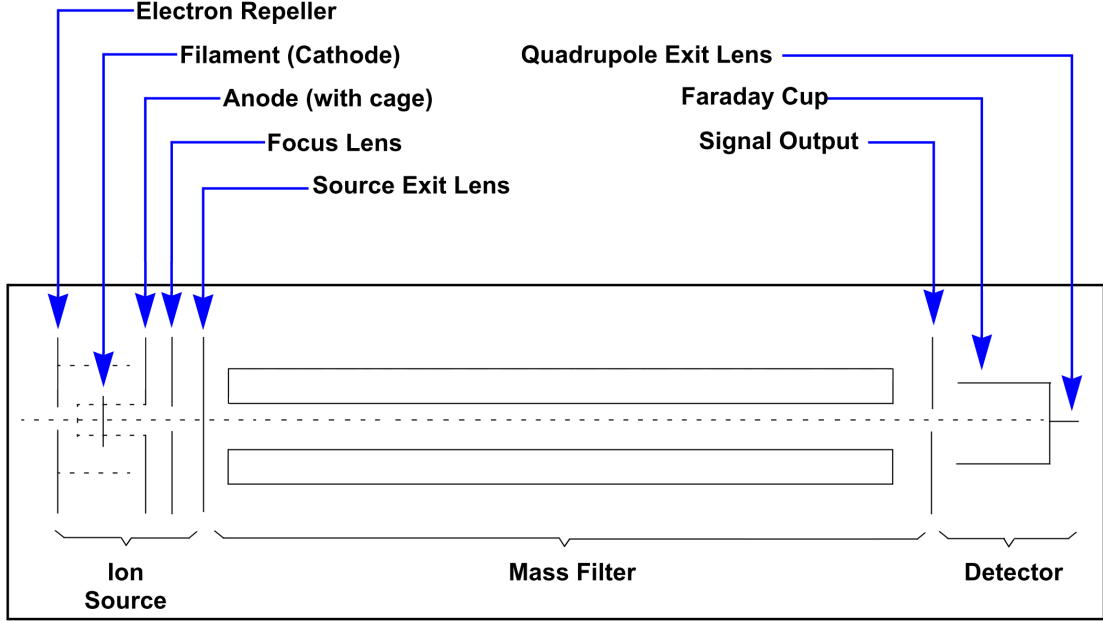 Electron Repeller
Filament (Cathode)
Quadrupole Exit Lens
Anode (with cage)
Faraday Cup
Focus Lens
Signal Output
Source Exit Lens
Ion
Source
Mass Filter
Detector